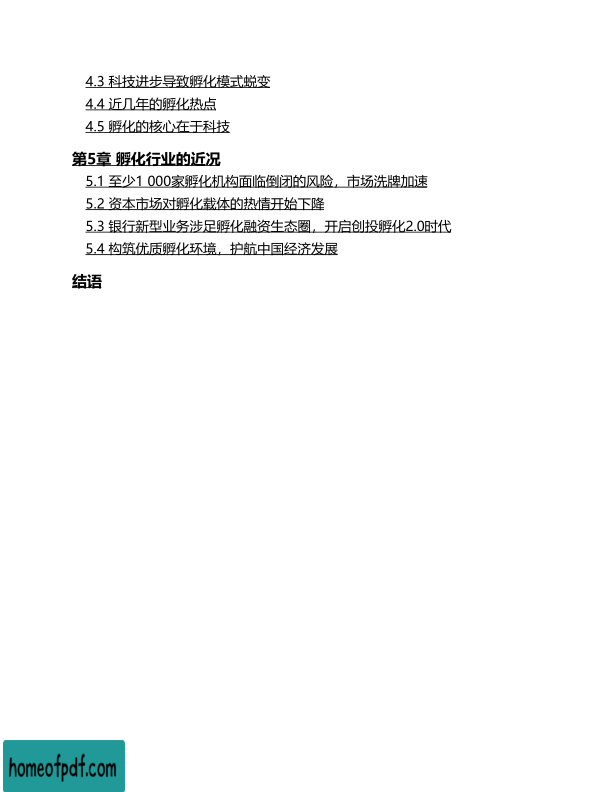 4.3 科技进步导致孵化模式蜕变
4.4 近几年的孵化热点
4.5 孵化的核心在于科技
第5章 孵化行业的近况
5.1 至少1 000家孵化机构面临倒闭的风险，市场洗牌加速
5.2 资本市场对孵化载体的热情开始下降
5.3 银行新型业务涉足孵化融资生态圈，开启创投孵化2.0时代
5.4 构筑优质孵化环境，护航中国经济发展
结语
homeofpdf.com